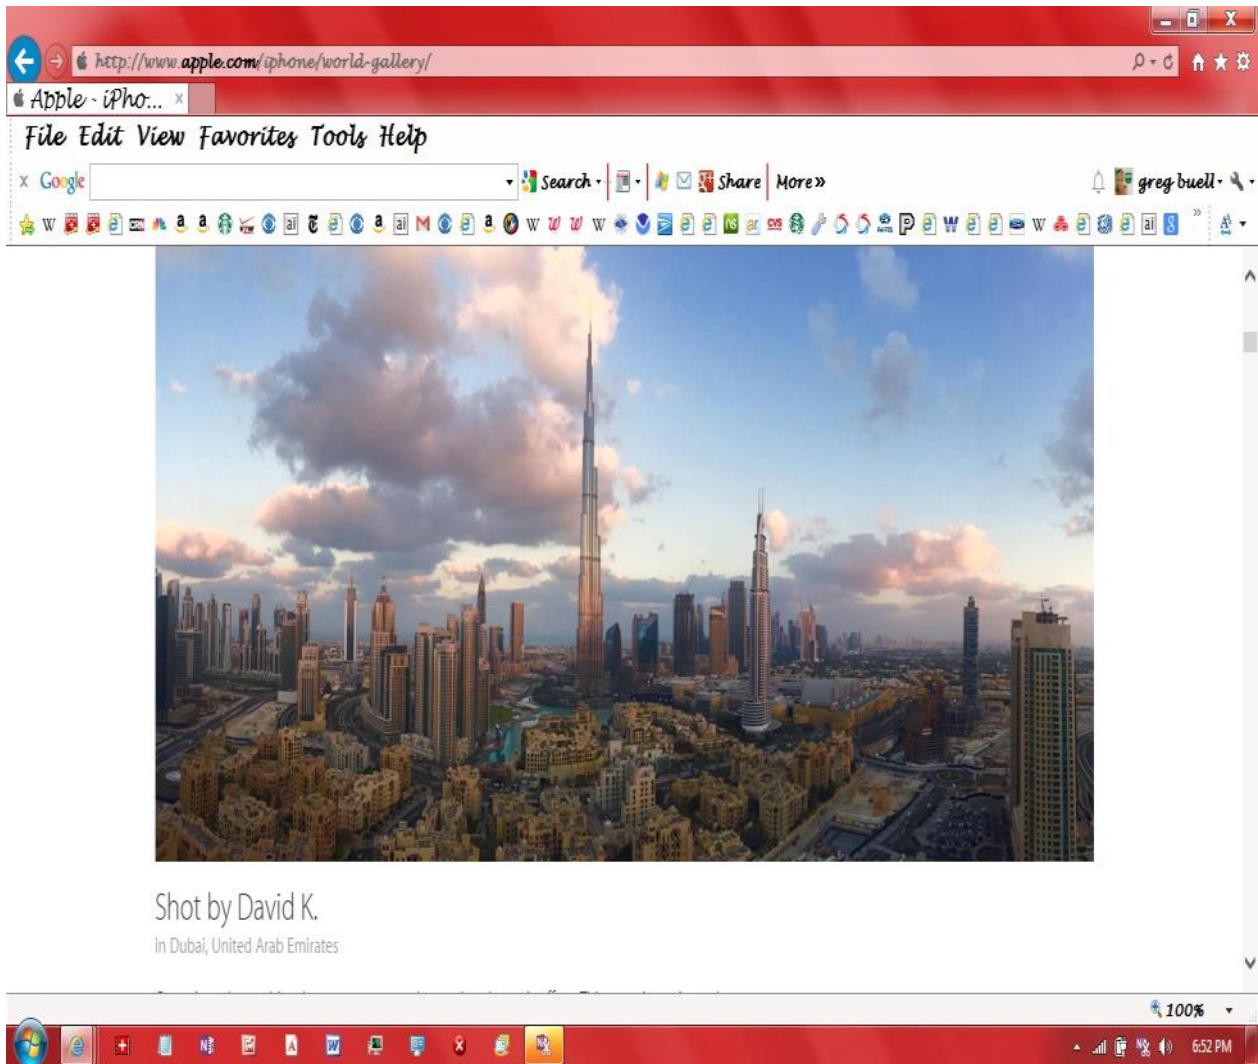 http://www.apple.com/iphone/world-gallery/
Apple - iPho...
File Edit View Favorites Tools Help
x Google Search Share More» greg buell
Shot by David K.
in Dubai, United Arab Emirates
100%
6:52 PM